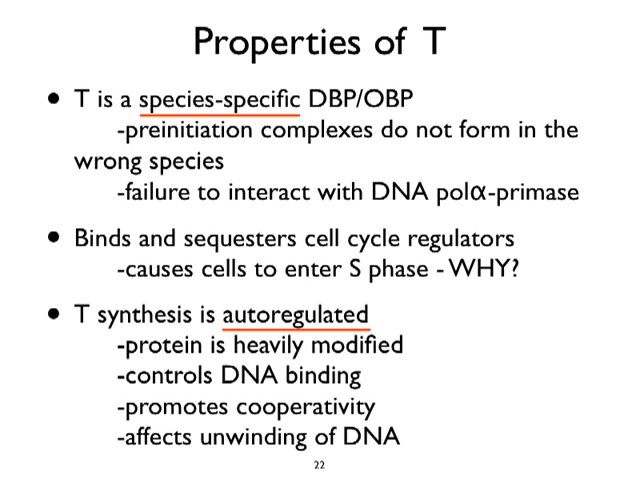 Properties of T
• T is a species-specific DBP/OBP
-preinitiation complexes do not form in the
wrong species
-failure to interact with DNA polα-primase
• Binds and sequesters cell cycle regulators
-causes cells to enter S phase - WHY?
• T synthesis is autoregulated
-protein is heavily modified
-controls DNA binding
-promotes cooperativity
-affects unwinding of DNA
22